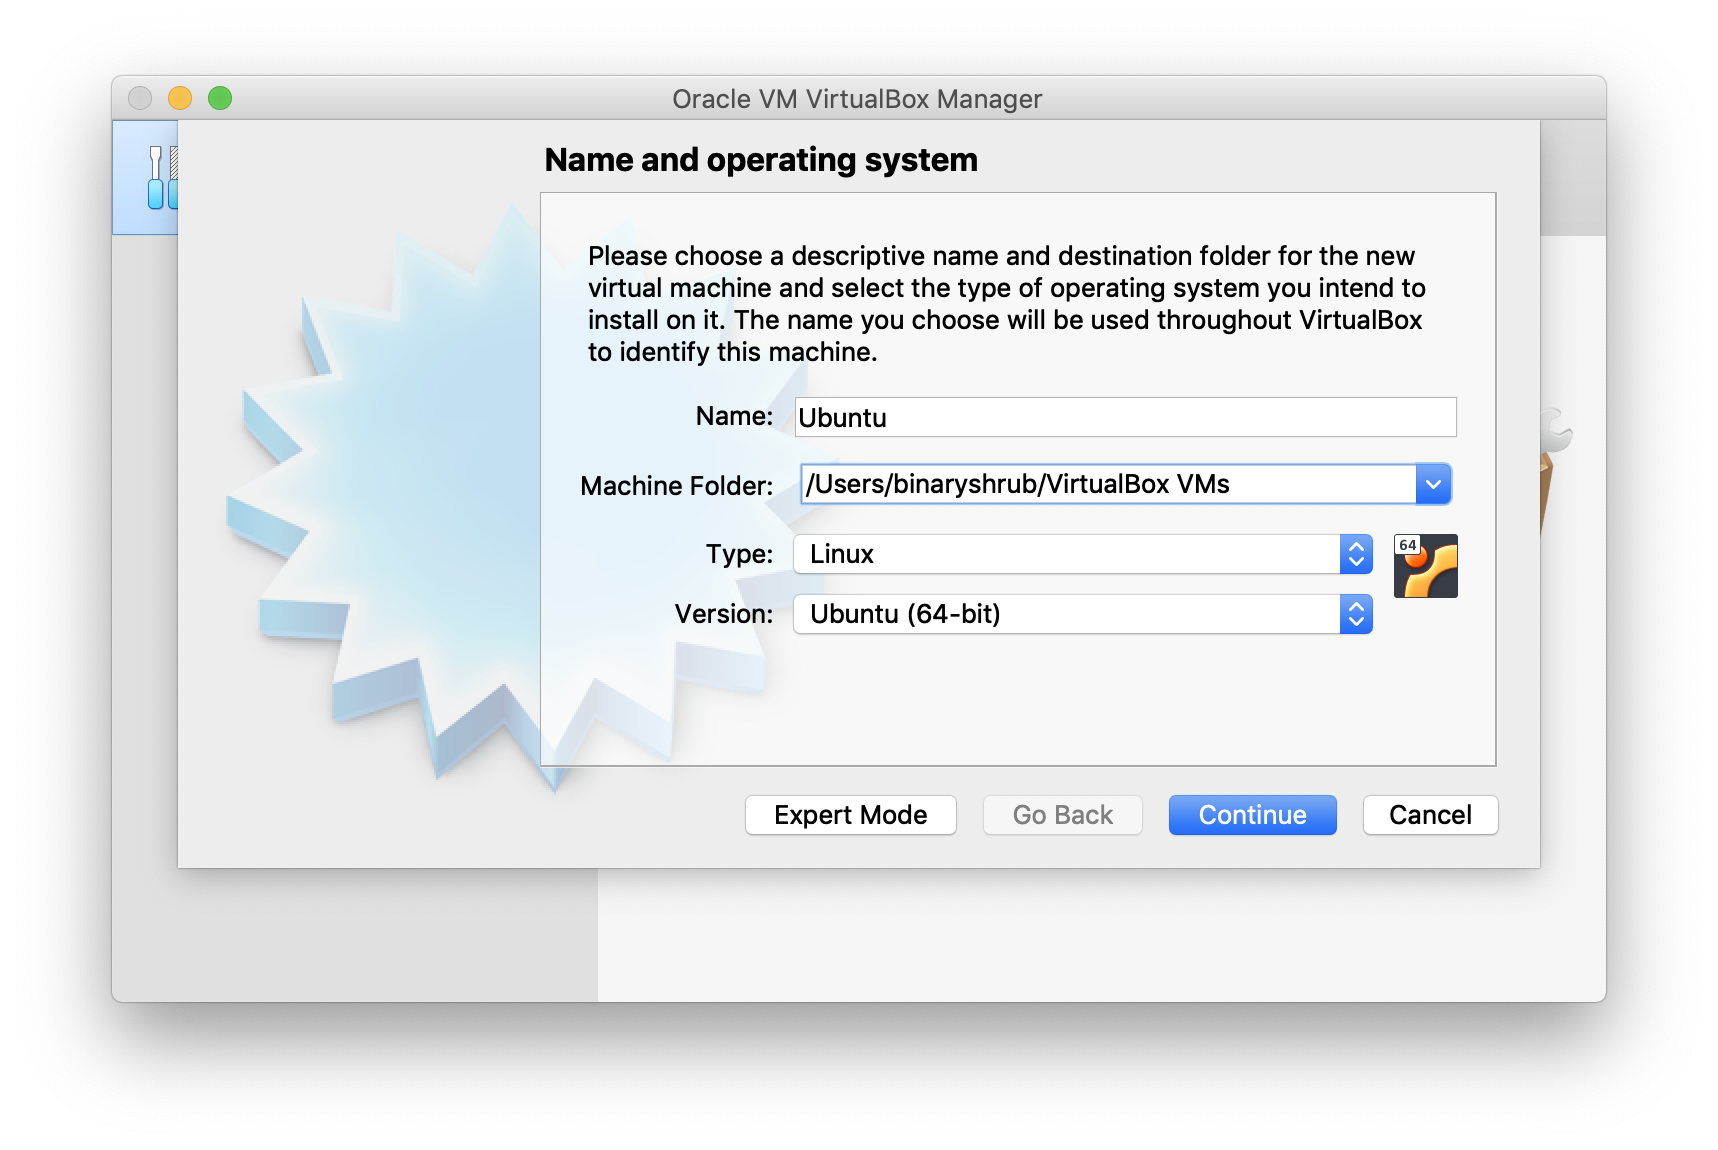 Oracle VM VirtualBox Manager
Name and operating system
Please choose a descriptive name and destination folder for the new
virtual machine and select the type of operating system you intend to
install on it. The name you choose will be used throughout VirtualBox
to identify this machine.
Name: Ubuntu
Machine Folder: /Users/binaryshrub/VirtualBox VMs
Type: Linux
64
Version: Ubuntu (64-bit)
Expert Mode Go Back Continue Cancel